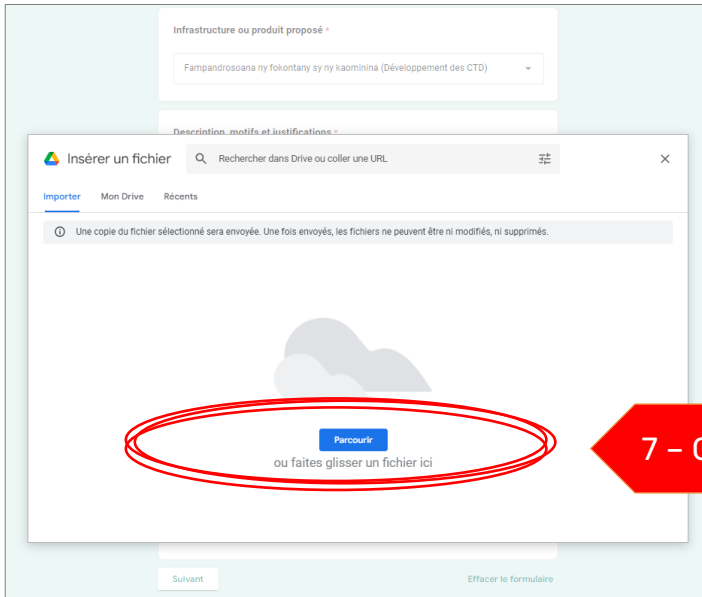 Infrastructure ou produit proposé *
Fampandrosoana ny fokontany sy ny kaominina (Développement des CTD)
Description, motifs et justifications *
Insérer un fichier
Rechercher dans Drive ou coller une URL
Importer Mon Drive Récents
Une copie du fichier sélectionné sera envoyée. Une fois envoyés, les fichiers ne peuvent être ni modifiés, ni supprimés.
Parcourir
ou faites glisser un fichier ici
7 –
Suivant Effacer le formulaire